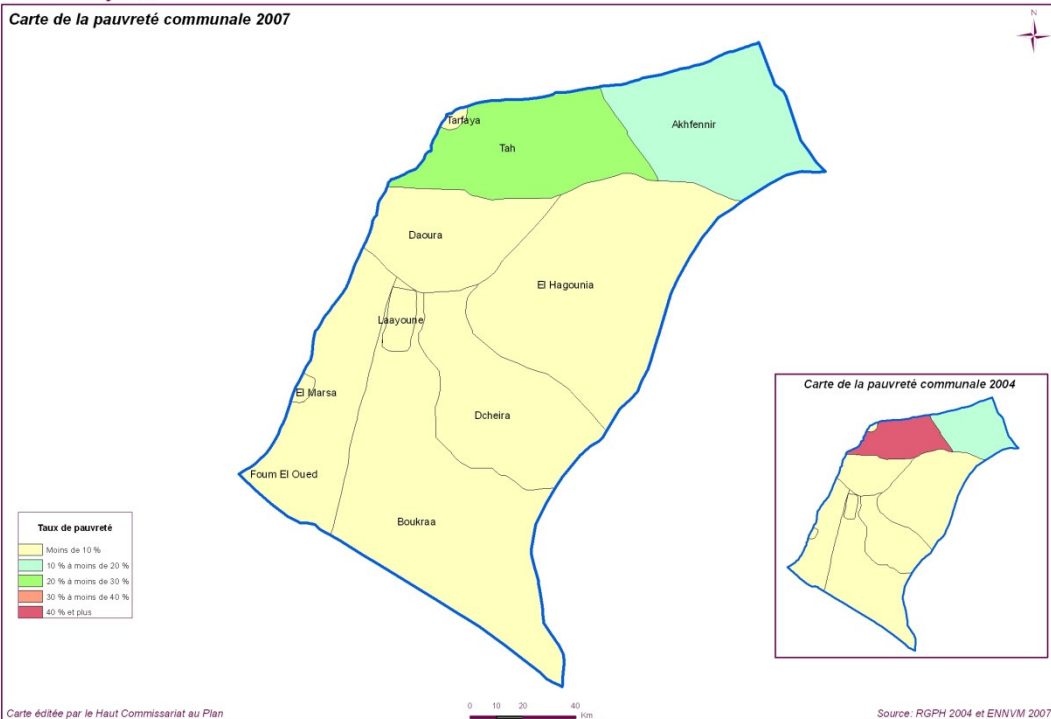 Carte de la pauvreté communale 2007
N
Tarfaya
Akhfennir
Tah
Daoura
El Hagounia
Laayoune
El Marsa
Dcheira
Foum El Oued
Boukraa
Carte de la pauvreté communale 2004
Taux de pauvreté
Moins de 10 %
10 % à moins de 20 %
20 % à moins de 30 %
30 % à moins de 40 %
40 % et plus
0 10 20 40
Km
Carte éditée par le Haut Commissariat au Plan
Source: RGPH 2004 et ENNVM 2007